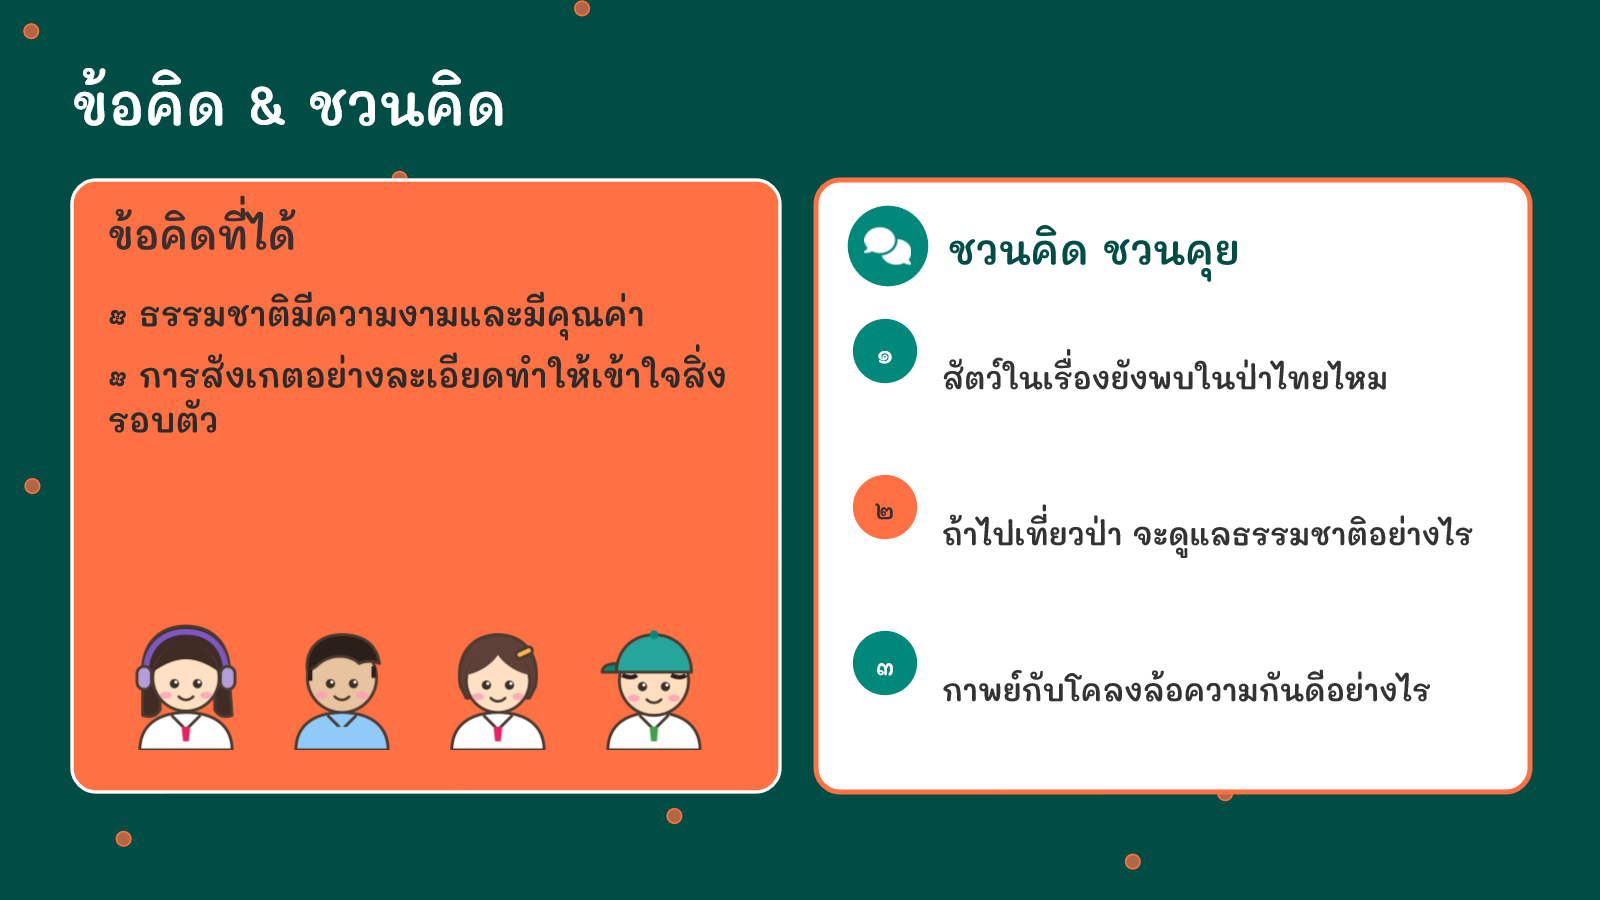 ข้อคิด & ชวนคิด
ข้อคิดที่ได้
๏ ธรรมชาติมีความงามและมีคุณค่า
๏ การสังเกตอย่างละเอียดทำให้เข้าใจสิ่ง
รอบตัว
ชวนคิด ชวนคุย
๑
สัตว์ในเรื่องยังพบในป่าไทยไหม
๒
ถ้าไปเที่ยวป่า จะดูแลธรรมชาติอย่างไร
๓
กาพย์กับโคลงล้อความกันดีอย่างไร